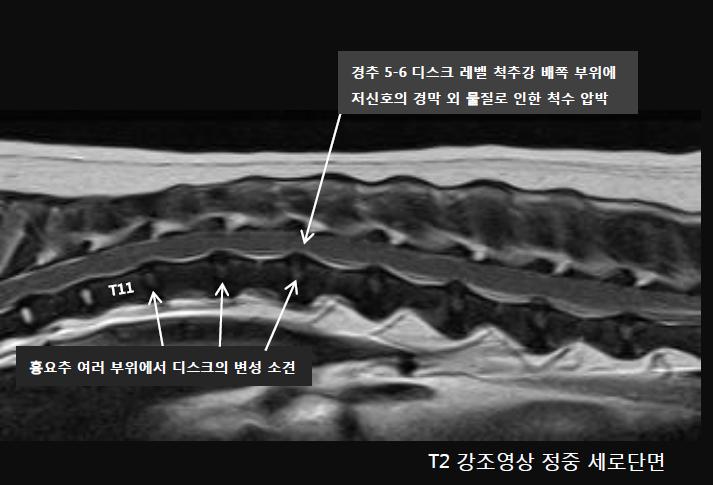 경추 5-6 디스크 레벨 척추강 배쪽 부위에
저신호의 경막 외 물질로 인한 척수 압박
T11
흉요추 여러 부위에서 디스크의 변성 소견
T2 강조영상 정중 세로단면